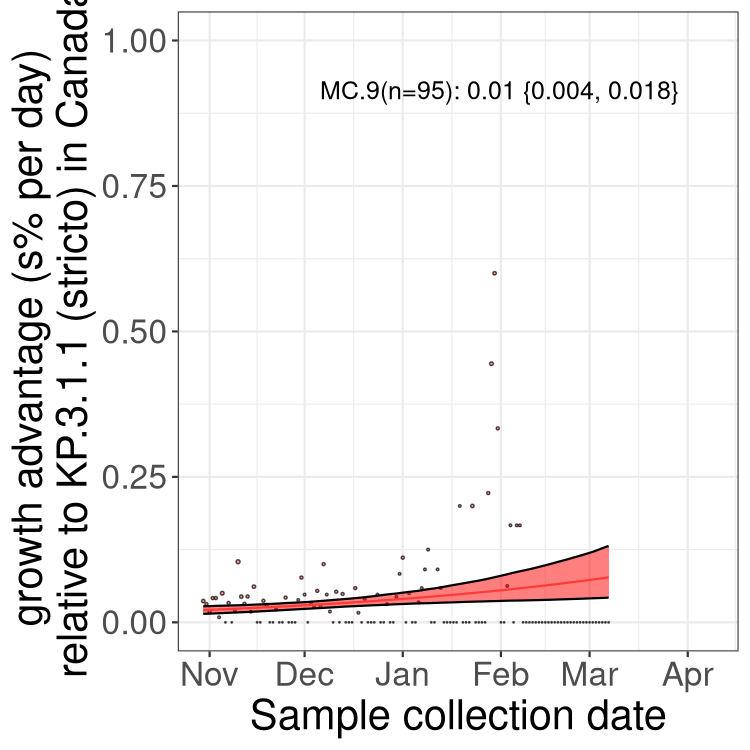 growth advantage (s% per day)
relative to KP.3.1.1 (stricto) in Canada
1.00
0.75
0.50
0.25
0.00
MC.9(n=95): 0.01 {0.004, 0.018}
Nov Dec Jan Feb Mar Apr
Sample collection date